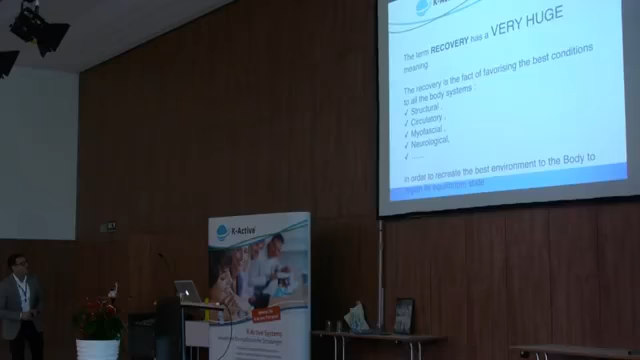 K-Active
The term RECOVERY has a VERY HUGE
meaning
The recovery is the fact of favorising the best conditions
to all the body systems :
✓ Structural ,
✓ Circulatory ,
✓ Myofascial ,
✓ Neurological,
✓ ......
In order to recreate the best environment to the Body to
K-Active
K-Active Systems